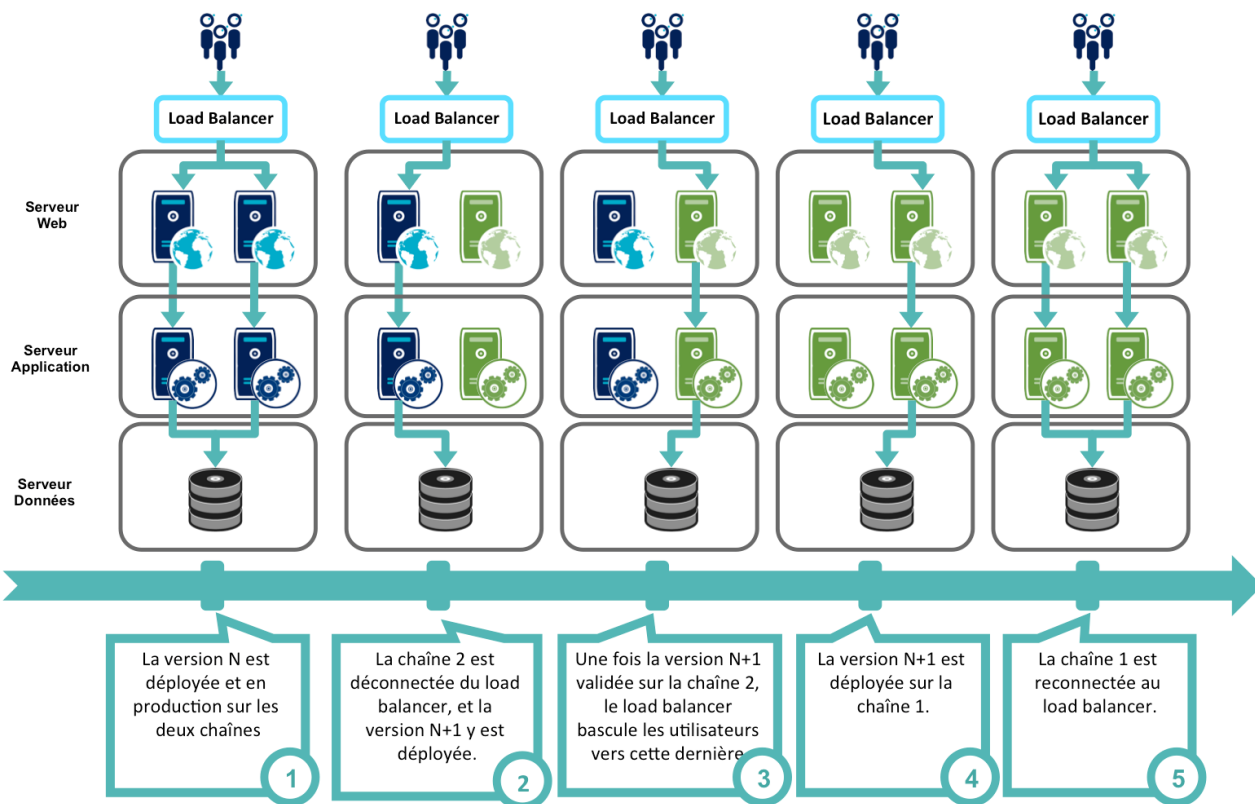 Load Balancer
Load Balancer
Load Balancer
Load Balancer
Load Balancer
Serveur
Web
Serveur
Application
Serveur
Données
La version N est
déployée et en
production sur les
deux chaînes
1
La chaîne 2 est
déconnectée du load
balancer, et la
version N+1 y est
déployée.
2
Une fois la version N+1
validée sur la chaîne 2,
le load balancer
bascule les utilisateurs
vers cette dernière.
3
La version N+1 est
déployée sur la
chaîne 1.
4
La chaîne 1 est
reconnectée au
load balancer.
5